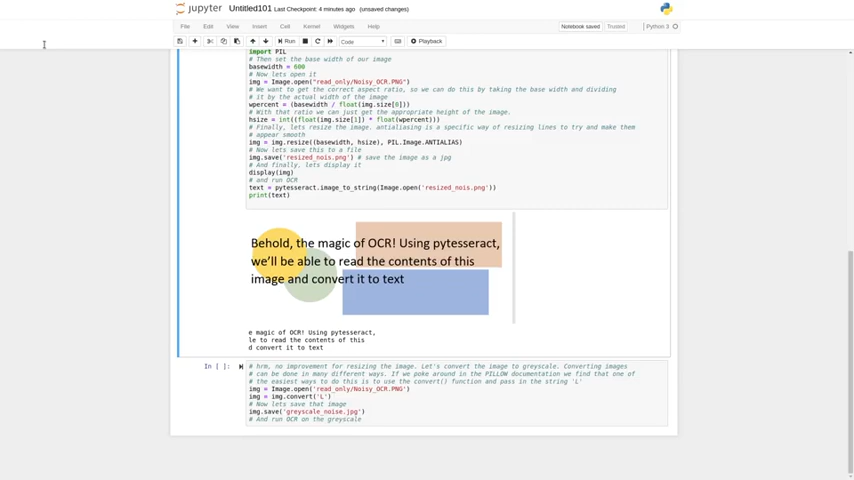 jupyter Untitled101 Last Checkpoint: 4 minutes ago (unsaved changes)
File Edit View Insert Cell Kernel Widgets Help
Notebook saved Trusted Python 3
Run Code Playback
import PIL
# Then set the base width of our image
basewidth = 600
# Now lets open it
img = Image.open("read_only/Noisy_OCR.PNG")
# We want to get the correct aspect ratio, so we can do this by taking the base width and dividing
# it by the actual width of the image
wpercent = (basewidth / float(img.size[0]))
# With that ratio we can just get the appropriate height of the image.
hsize = int((float(img.size[1]) * float(wpercent)))
# Finally, lets resize the image. antialiasing is a specific way of resizing lines to try and make them
# appear smooth
img = img.resize((basewidth, hsize), PIL.Image.ANTIALIAS)
# Now lets save this to a file
img.save('resized_nois.png') # save the image as a jpg
# And finally, lets display it
display(img)
# and run OCR
text = pytesseract.image_to_string(Image.open('resized_nois.png'))
print(text)
Behold, the magic of OCR! Using pytesseract,
we'll be able to read the contents of this
image and convert it to text
e magic of OCR! Using pytesseract,
le to read the contents of this
d convert it to text
In [ ]:
# hrm, no improvement for resizing the image. Let's convert the image to greyscale. Converting images
# can be done in many different ways. If we poke around in the PILLOW documentation we find that one of
# the easiest ways to do this is to use the convert() function and pass in the string 'L'
img = Image.open('read_only/Noisy_OCR.PNG')
img = img.convert('L')
# Now lets save that image
img.save('greyscale_noise.jpg')
# And run OCR on the greyscale